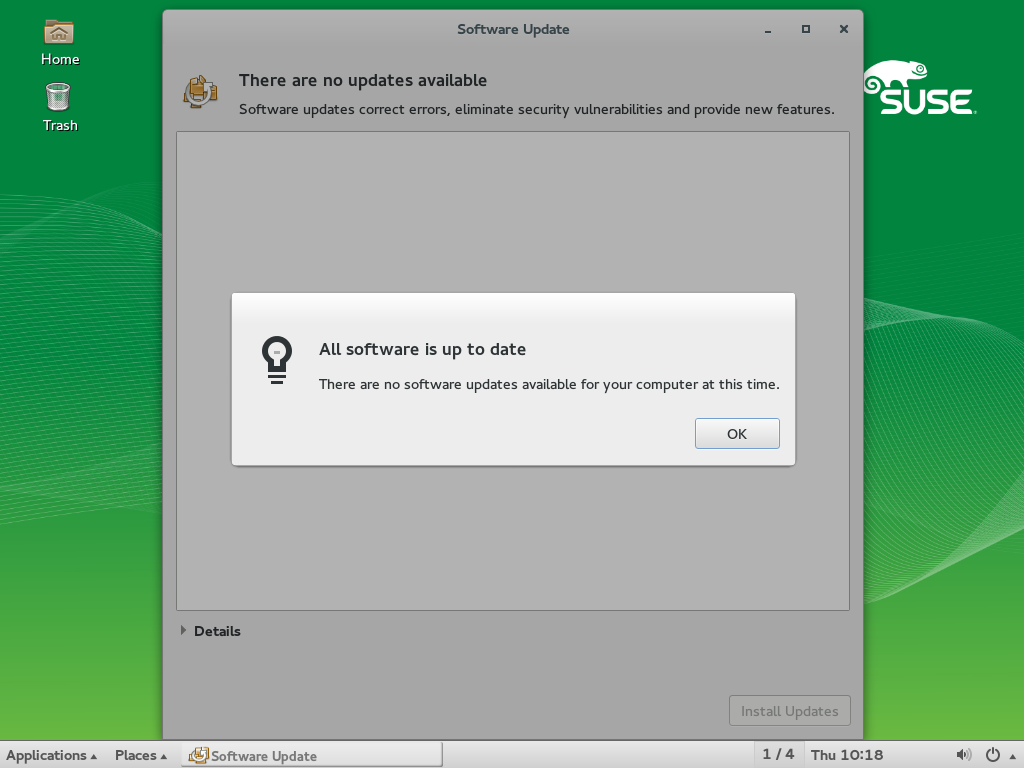 Software Update
Home
Trash
There are no updates available
Software updates correct errors, eliminate security vulnerabilities and provide new features.
SUSE
All software is up to date
There are no software updates available for your computer at this time.
OK
Details
Install Updates
Applications
Places
Software Update
1 / 4
Thu 10:18